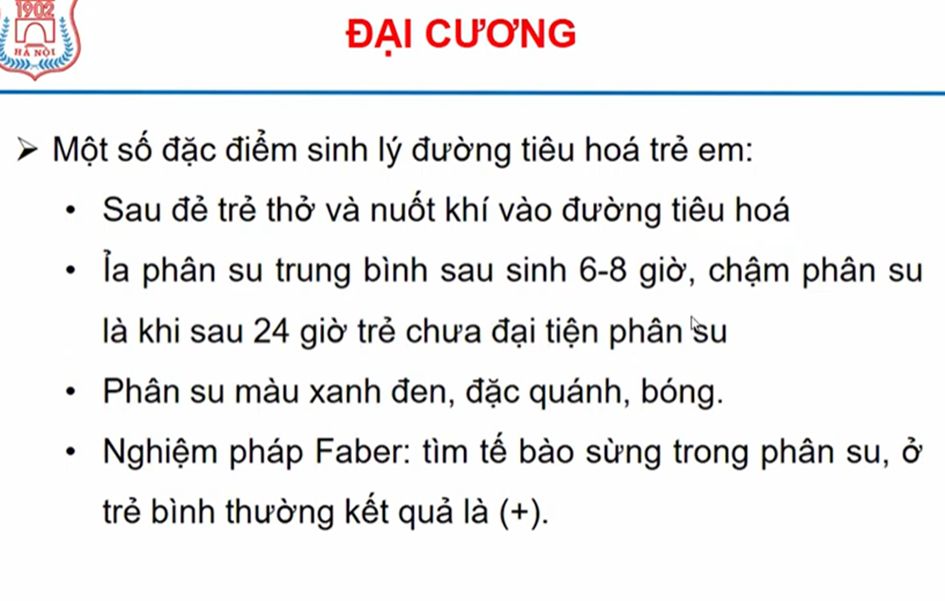 1902
HÀ NỘI
ĐẠI CƯƠNG
➢ Một số đặc điểm sinh lý đường tiêu hoá trẻ em:
• Sau đẻ trẻ thở và nuốt khí vào đường tiêu hoá
• Ỉa phân su trung bình sau sinh 6-8 giờ, chậm phân su
là khi sau 24 giờ trẻ chưa đại tiện phân su
• Phân su màu xanh đen, đặc quánh, bóng.
• Nghiệm pháp Faber: tìm tế bào sừng trong phân su, ở
trẻ bình thường kết quả là (+).